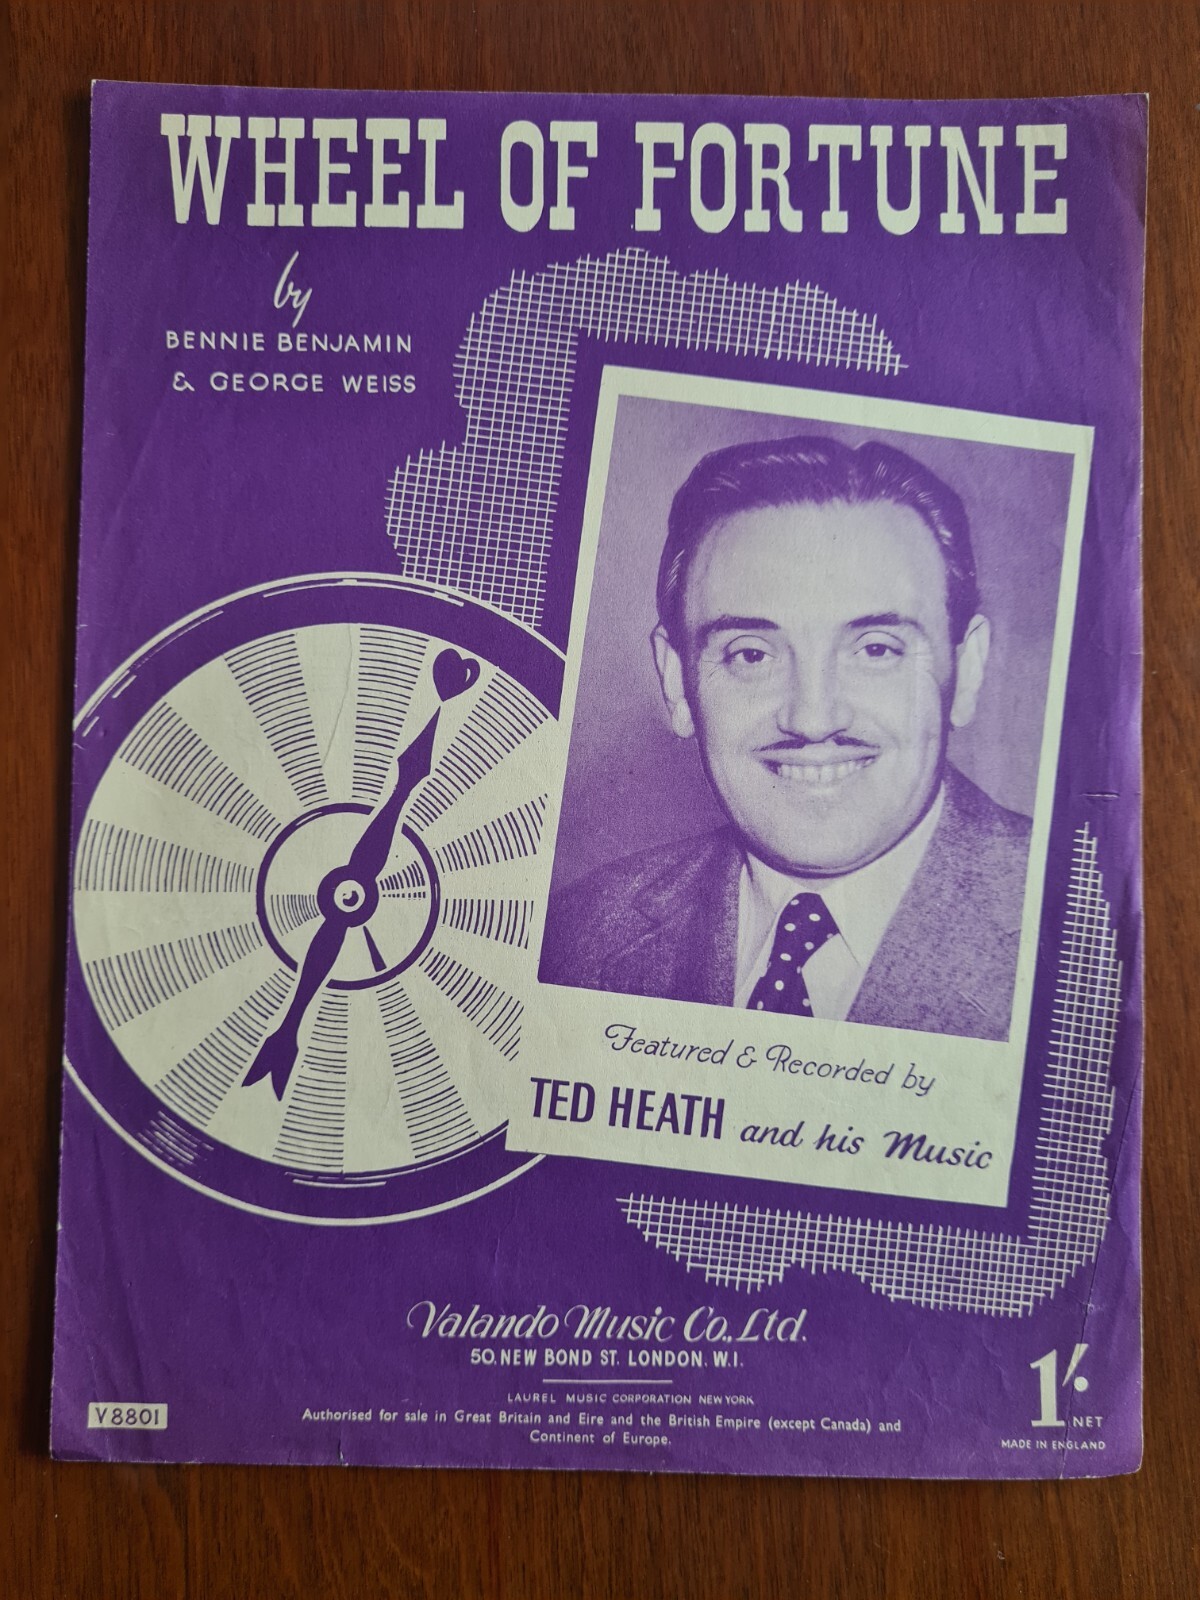 WHEEL OF FORTUNE
by
BENNIE BENJAMIN
& GEORGE WEISS
Featured & Recorded by
TED HEATH and his Music
Valando Music Co., Ltd.
50, NEW BOND ST. LONDON. W.I.
LAUREL MUSIC CORPORATION NEW YORK
Authorised for sale in Great Britain and Eire and the British Empire (except Canada) and
Continent of Europe.
V8801
1/-
NET
MADE IN ENGLAND